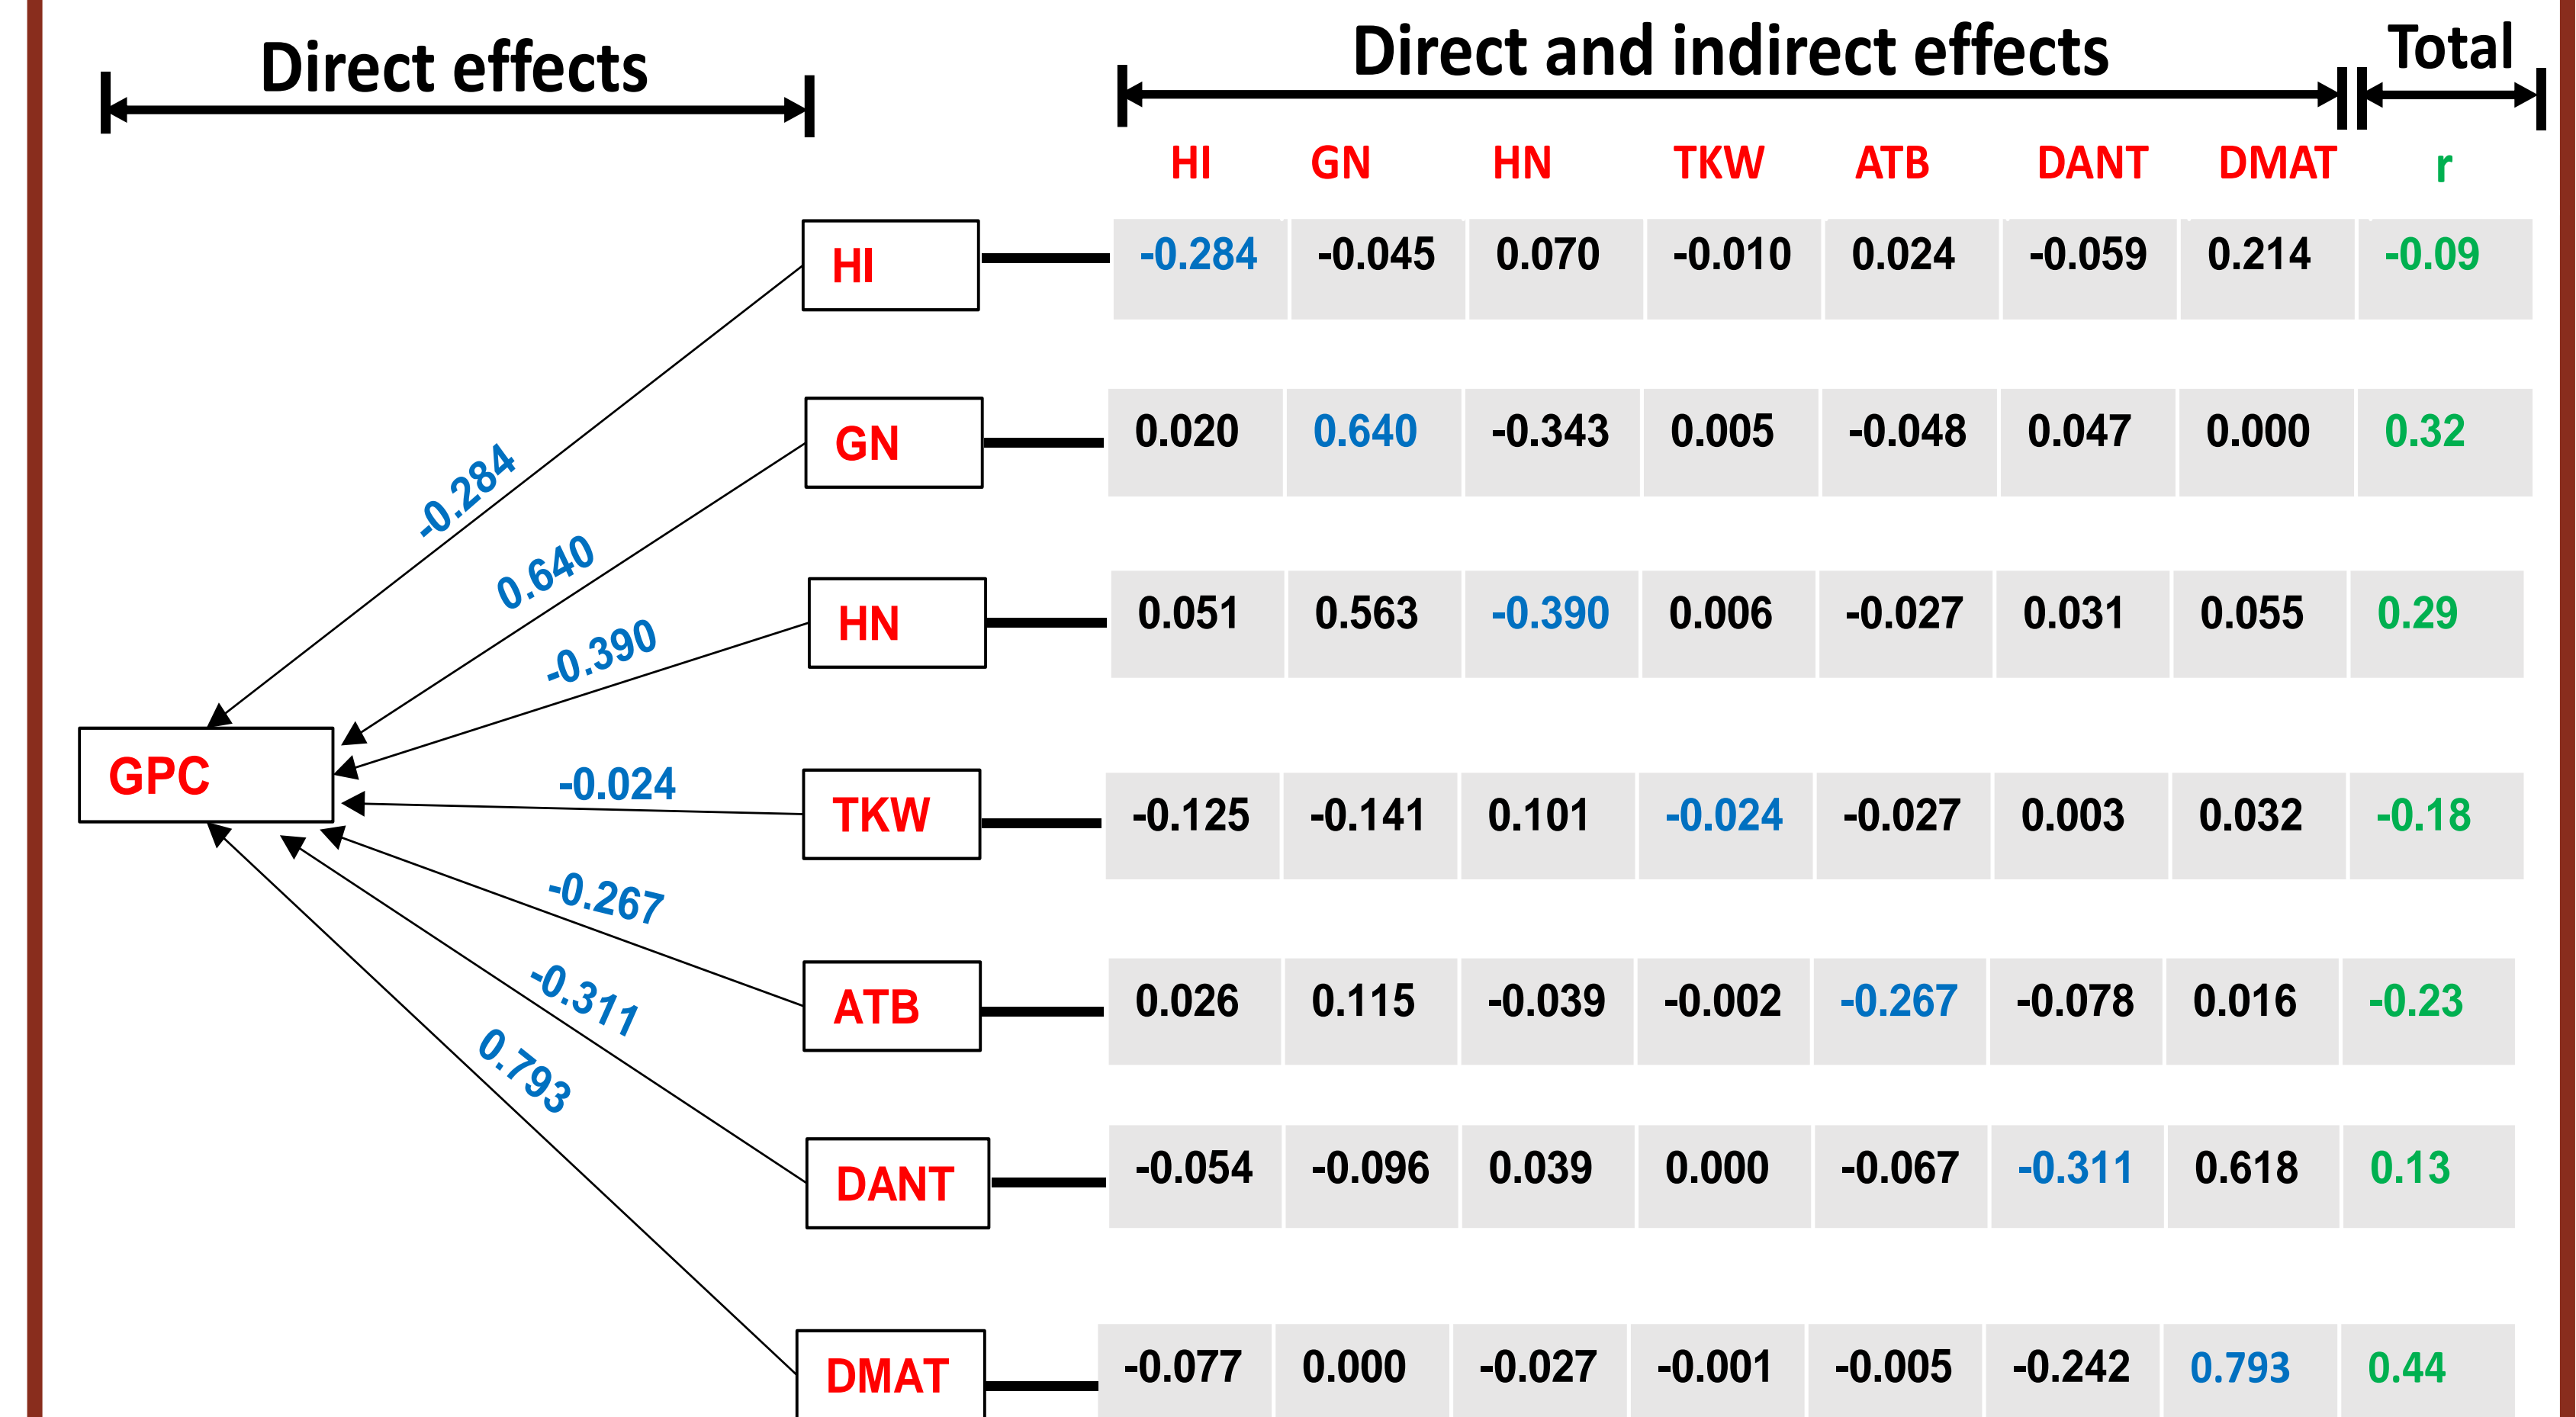 Direct effects
Direct and indirect effects
Total
HI GN HN TKW ATB DANT DMAT r
HI -0.284 -0.045 0.070 -0.010 0.024 -0.059 0.214 -0.09
GN 0.020 0.640 -0.343 0.005 -0.048 0.047 0.000 0.32
-0.284
0.640
HN 0.051 0.563 -0.390 0.006 -0.027 0.031 0.055 0.29
-0.390
GPC
-0.024
TKW -0.125 -0.141 0.101 -0.024 -0.027 0.003 0.032 -0.18
-0.267
ATB 0.026 0.115 -0.039 -0.002 -0.267 -0.078 0.016 -0.23
-0.311
0.793
DANT -0.054 -0.096 0.039 0.000 -0.067 -0.311 0.618 0.13
DMAT -0.077 0.000 -0.027 -0.001 -0.005 -0.242 0.793 0.44